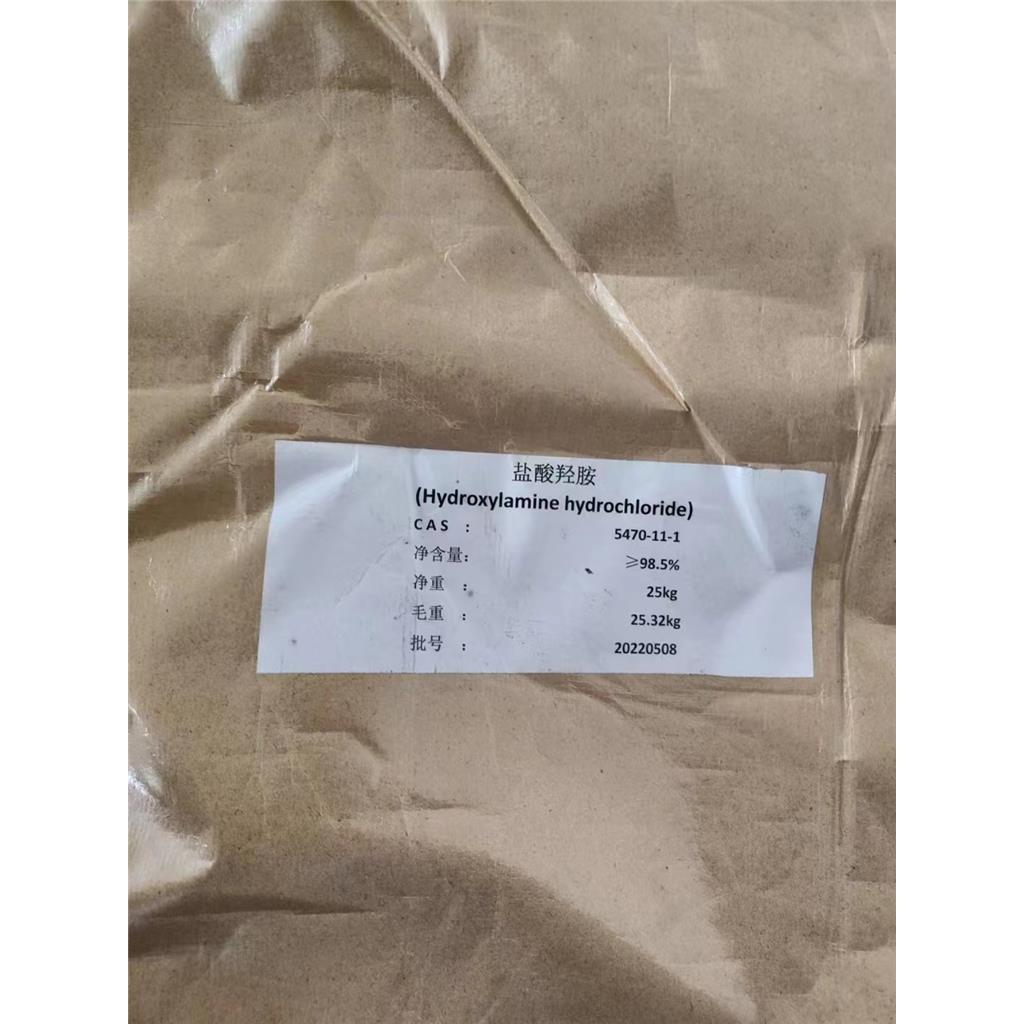 盐酸羟胺
(Hydroxylamine hydrochloride)
CAS : 5470-11-1
净含量: ≥98.5%
净重 : 25kg
毛重 : 25.32kg
批号 : 20220508